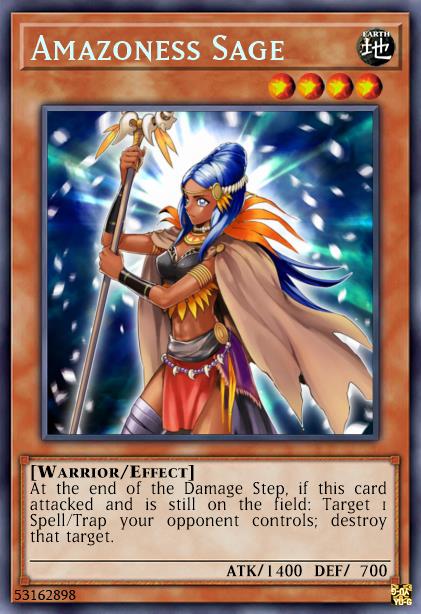 AMAZONESS SAGE
EARTH
地
[WARRIOR/EFFECT]
At the end of the Damage Step, if this card
attacked and is still on the field: Target 1
Spell/Trap your opponent controls; destroy
that target.
ATK/1400 DEF/ 700
53162898